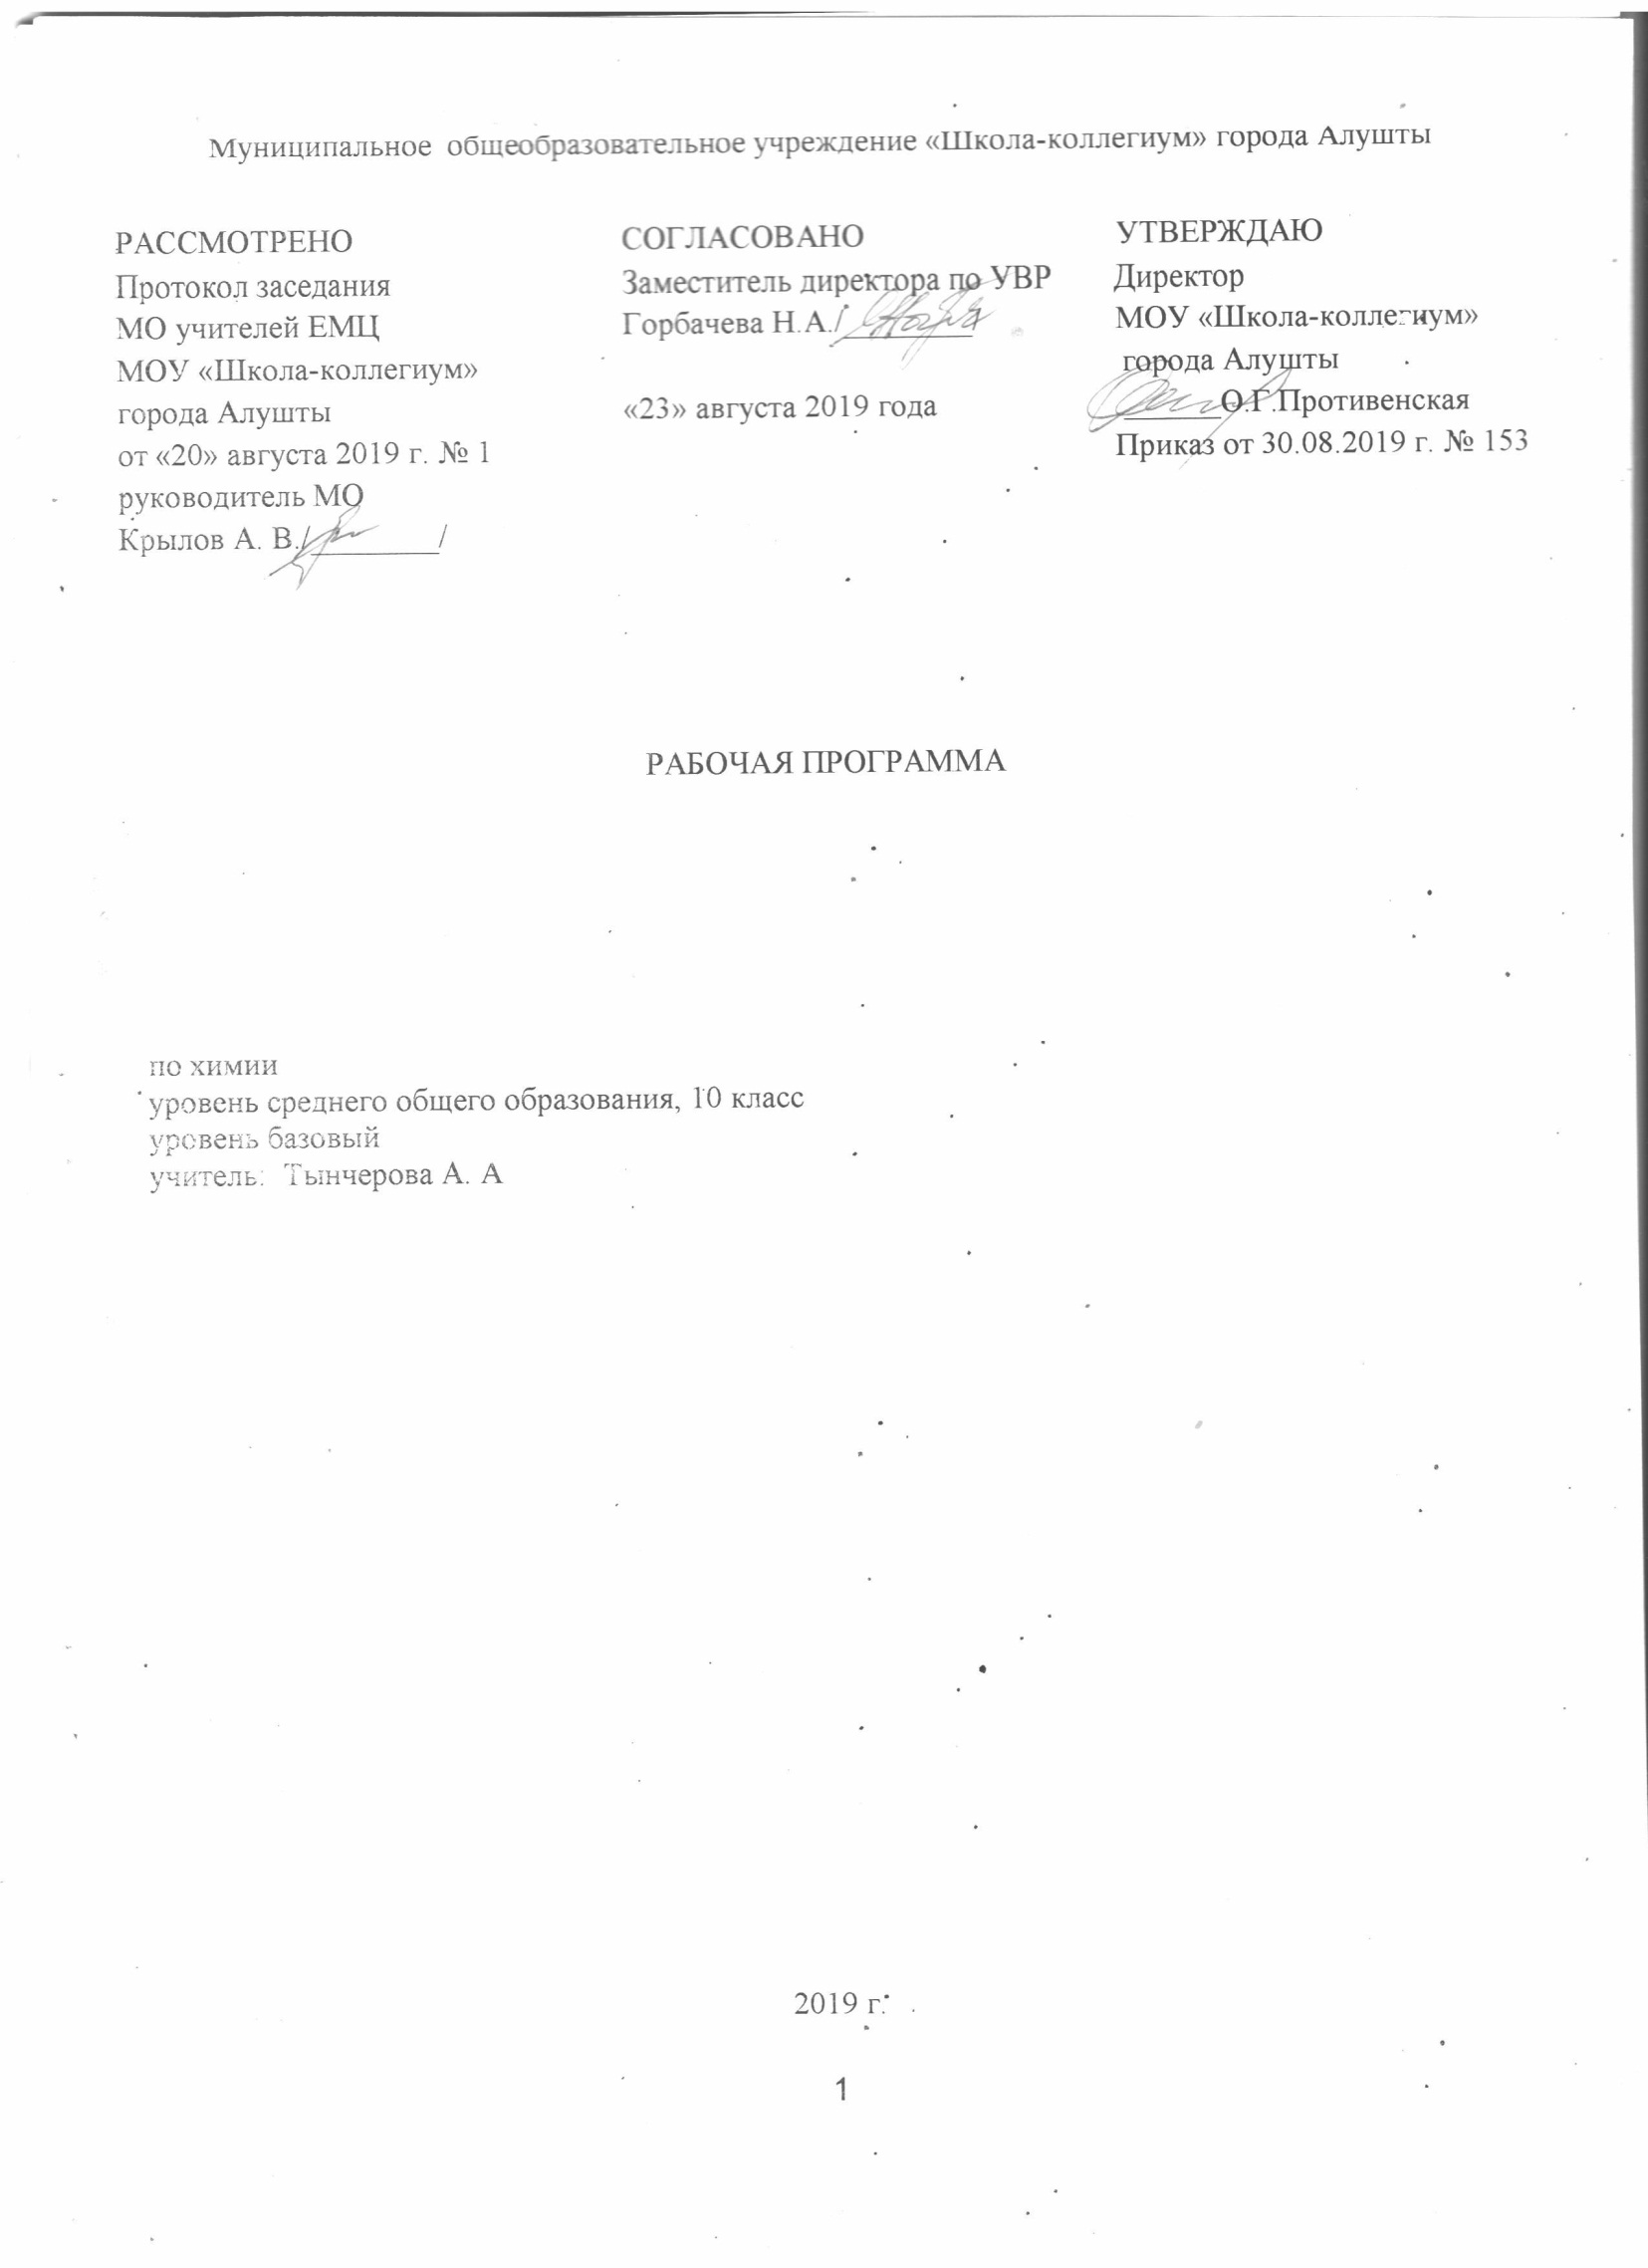 Муниципальное общеобразовательное учреждение «Школа-коллегиум» города Алушты
РАССМОТРЕНО
Протокол заседания
МО учителей ЕМЦ
МОУ «Школа-коллегиум»
города Алушты
от «20» августа 2019 г. № 1
руководитель МО
Крылов А. В./________/
СОГЛАСОВАНО
Заместитель директора по УВР
Горбачева Н.А./________
«23» августа 2019 года
УТВЕРЖДАЮ
Директор
МОУ «Школа-коллегиум»
города Алушты
______О.Г.Противенская
Приказ от 30.08.2019 г. № 153
РАБОЧАЯ ПРОГРАММА
по химии
уровень среднего общего образования, 10 класс
уровень базовый
учитель: Тынчерова А. А
2019 г.
1